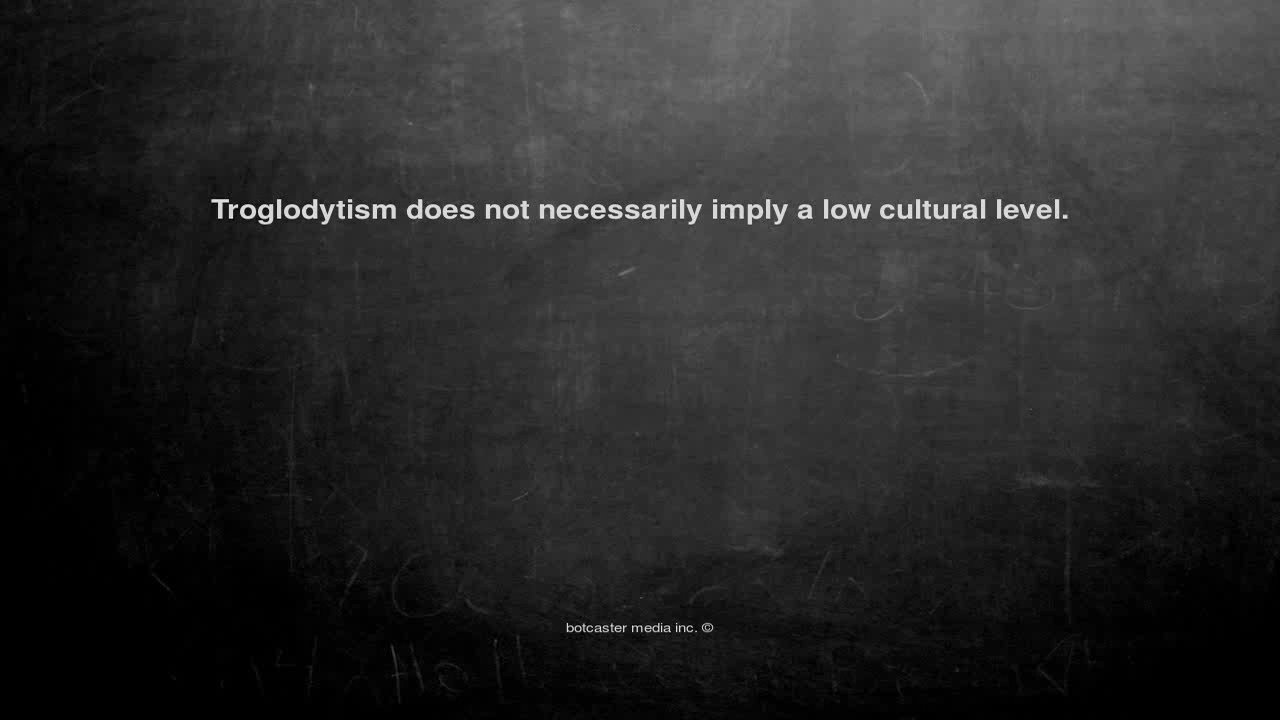 Troglodytism does not necessarily imply a low cultural level.
botcaster media inc. ©